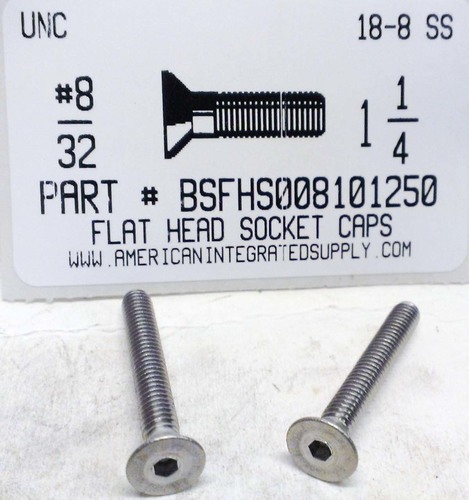 UNC 18-8 SS
#8
32
1 1
4
PART # BSFHS008101250
FLAT HEAD SOCKET CAPS
WWW.AMERICANINTEGRATEDSUPPLY.COM